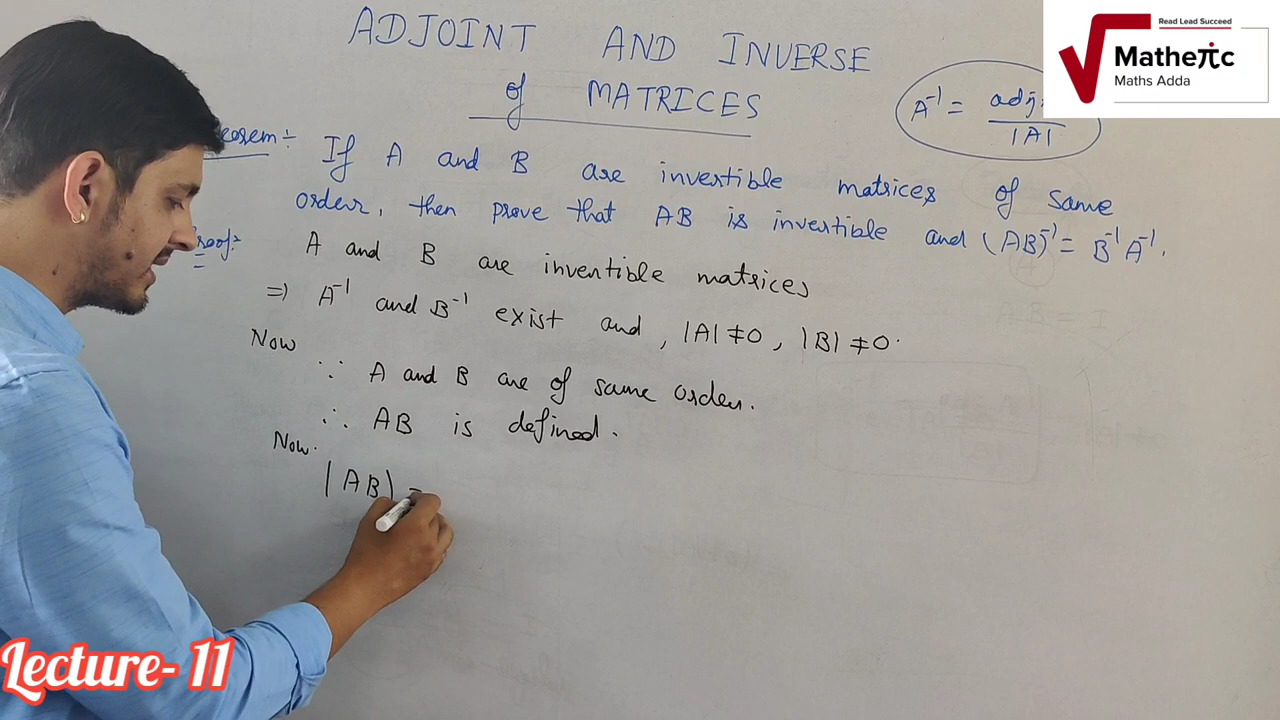 ADJOINT AND INVERSE
of MATRICES
Read Lead Succeed
Matheπc
Maths Adda
A⁻¹ = adj
|A|
If A and B are invertible matrices of same
order, then prove that AB is invertible and (AB)⁻¹ = B⁻¹A⁻¹.
A and B are invertible matrices
⇒ A⁻¹ and B⁻¹ exist and, |A| ≠ 0, |B| ≠ 0.
Now
∵ A and B are of same order.
∴ AB is defined.
Now.
|AB| =
Lecture- 11